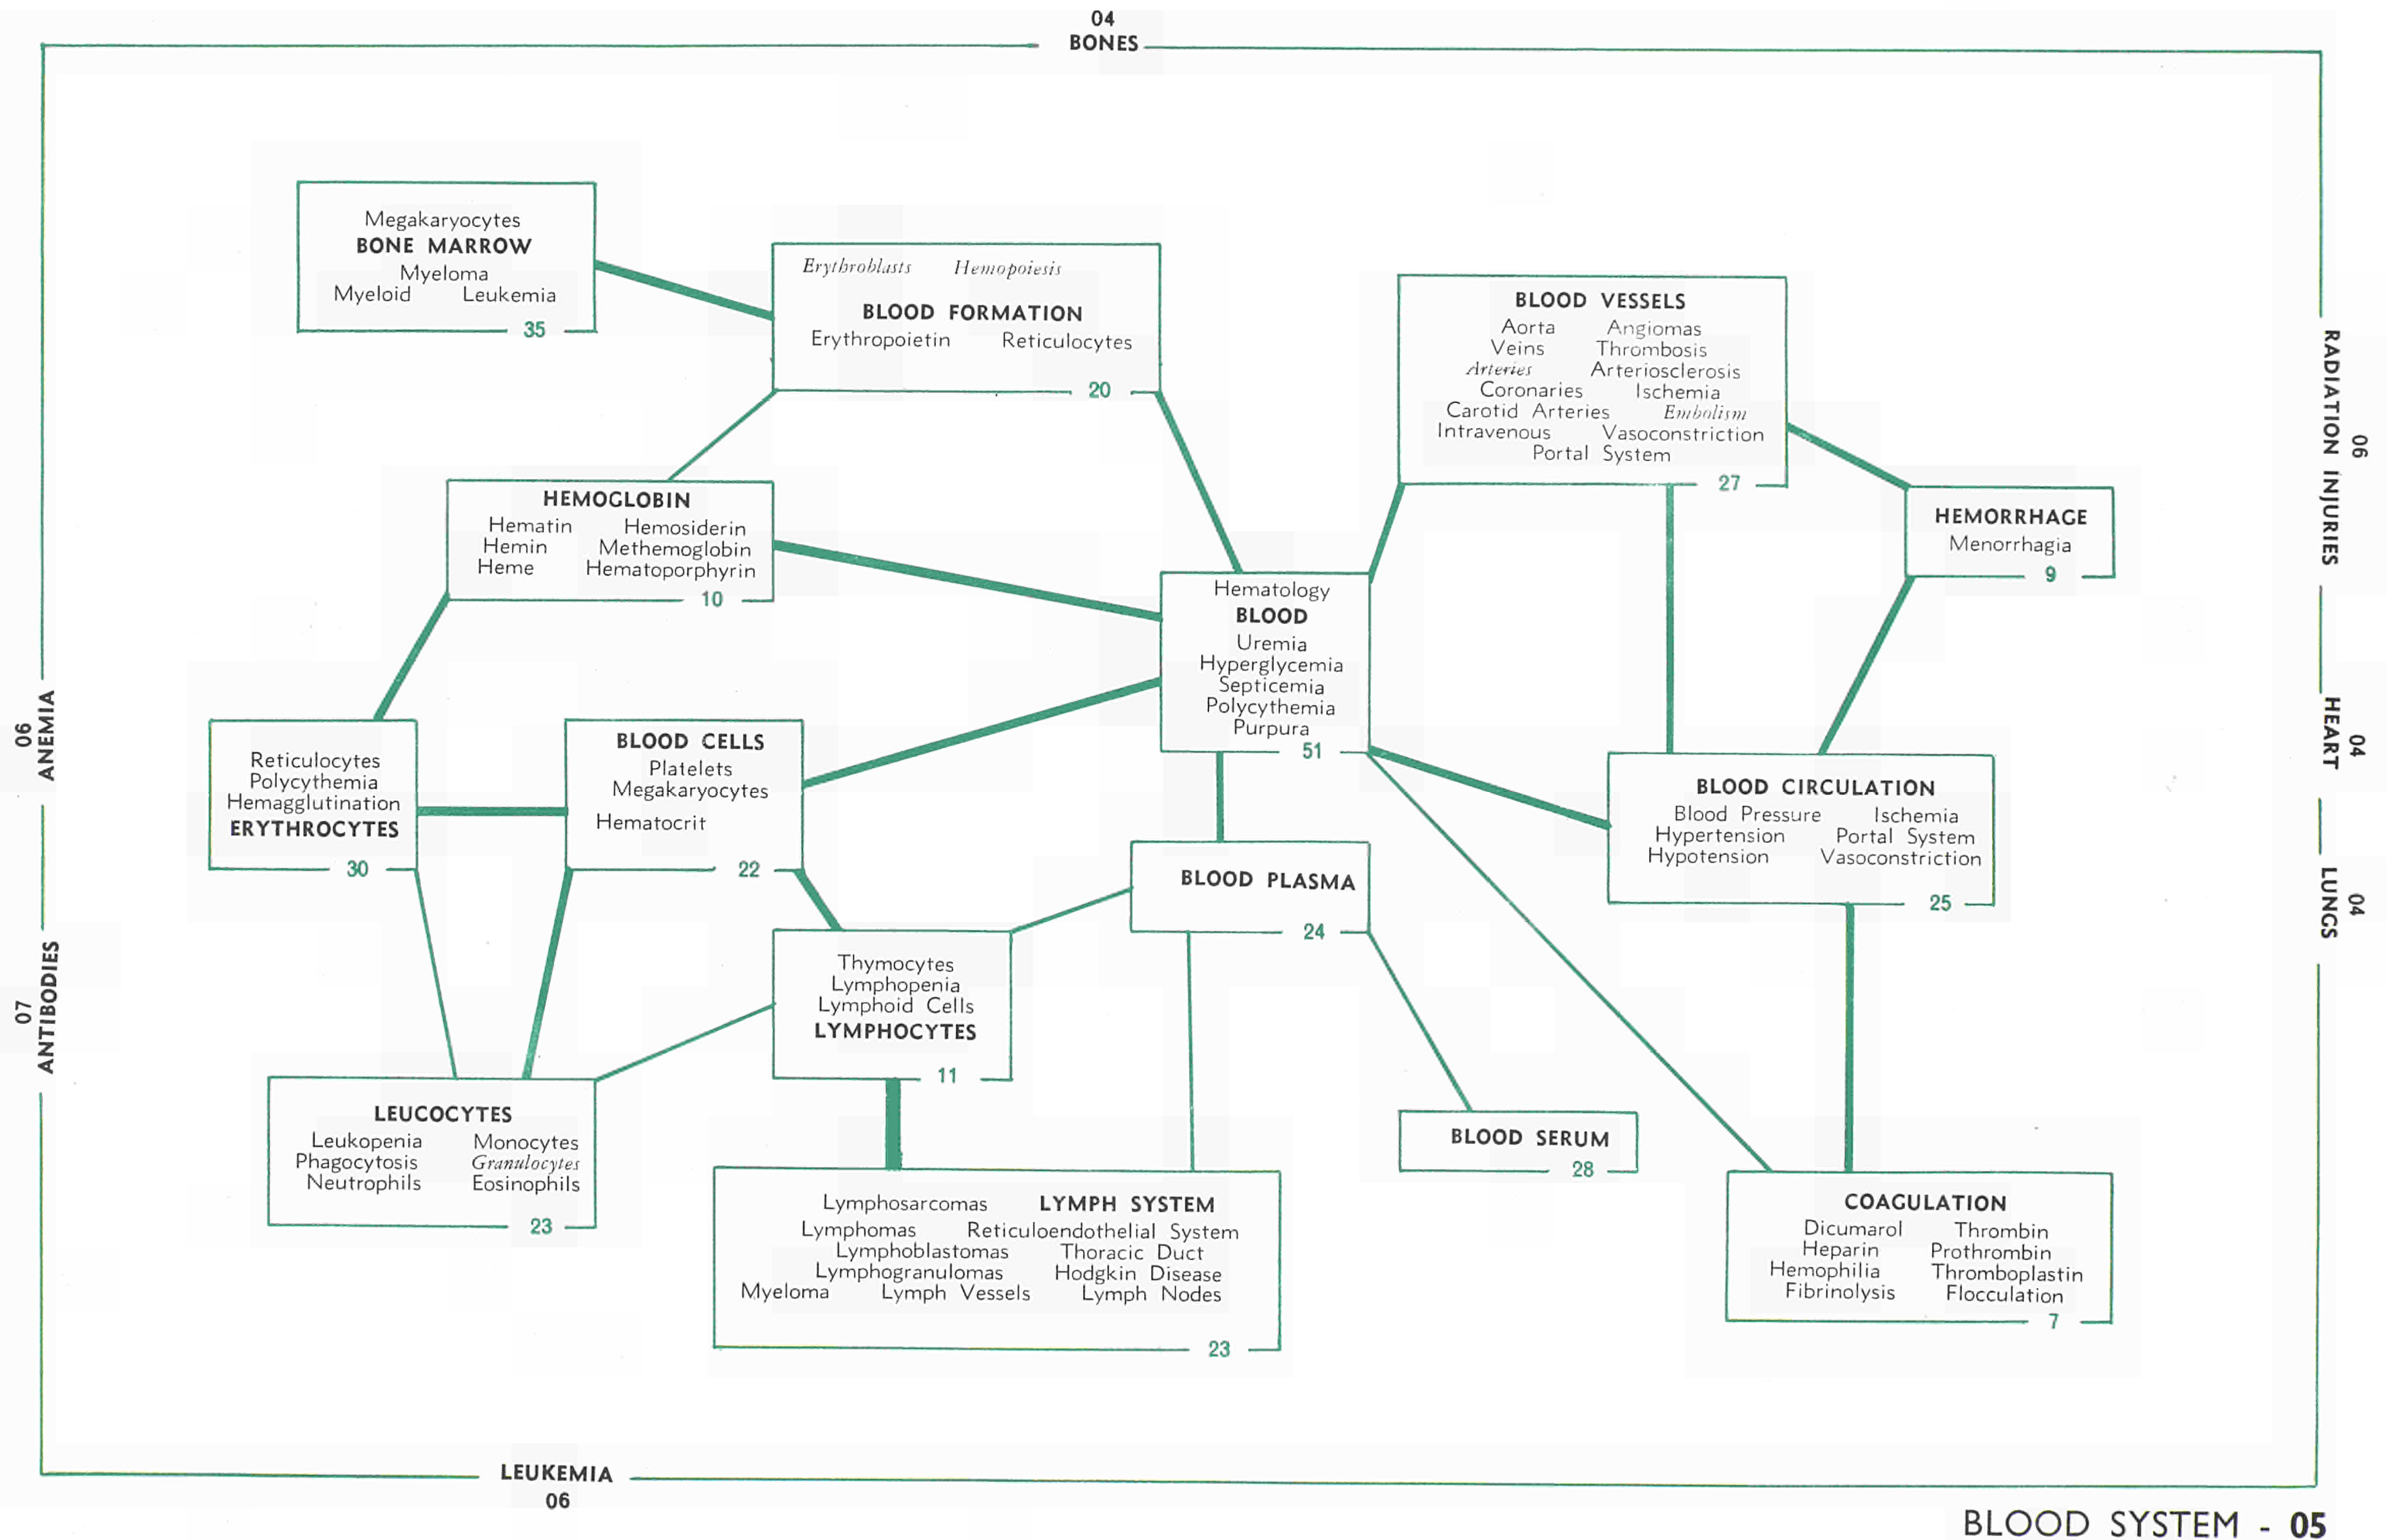 04
BONES
Megakaryocytes
BONE MARROW
Myeloma
Myeloid Leukemia
35
Erythroblasts Hemopoiesis
BLOOD FORMATION
Erythropoietin Reticulocytes
20
BLOOD VESSELS
Aorta Angiomas
Veins Thrombosis
Arteries Arteriosclerosis
Coronaries Ischemia
Carotid Arteries Embolism
Intravenous Vasoconstriction
Portal System
27
HEMORRHAGE
Menorrhagia
9
HEMOGLOBIN
Hematin Hemosiderin
Hemin Methemoglobin
Heme Hematoporphyrin
10
Hematology
BLOOD
Uremia
Hyperglycemia
Septicemia
Polycythemia
Purpura
51
Reticulocytes
Polycythemia
Hemagglutination
ERYTHROCYTES
30
BLOOD CELLS
Platelets
Megakaryocytes
Hematocrit
22
BLOOD CIRCULATION
Blood Pressure Ischemia
Hypertension Portal System
Hypotension Vasoconstriction
25
BLOOD PLASMA
24
Thymocytes
Lymphopenia
Lymphoid Cells
LYMPHOCYTES
11
LEUCOCYTES
Leukopenia Monocytes
Phagocytosis Granulocytes
Neutrophils Eosinophils
23
BLOOD SERUM
28
Lymphosarcomas LYMPH SYSTEM
Lymphomas Reticuloendothelial System
Lymphoblastomas Thoracic Duct
Lymphogranulomas Hodgkin Disease
Myeloma Lymph Vessels Lymph Nodes
23
COAGULATION
Dicumarol Thrombin
Heparin Prothrombin
Hemophilia Thromboplastin
Fibrinolysis Flocculation
7
06
ANEMIA
07
ANTIBODIES
06
RADIATION INJURIES
04
HEART
04
LUNGS
LEUKEMIA
06
BLOOD SYSTEM - 05